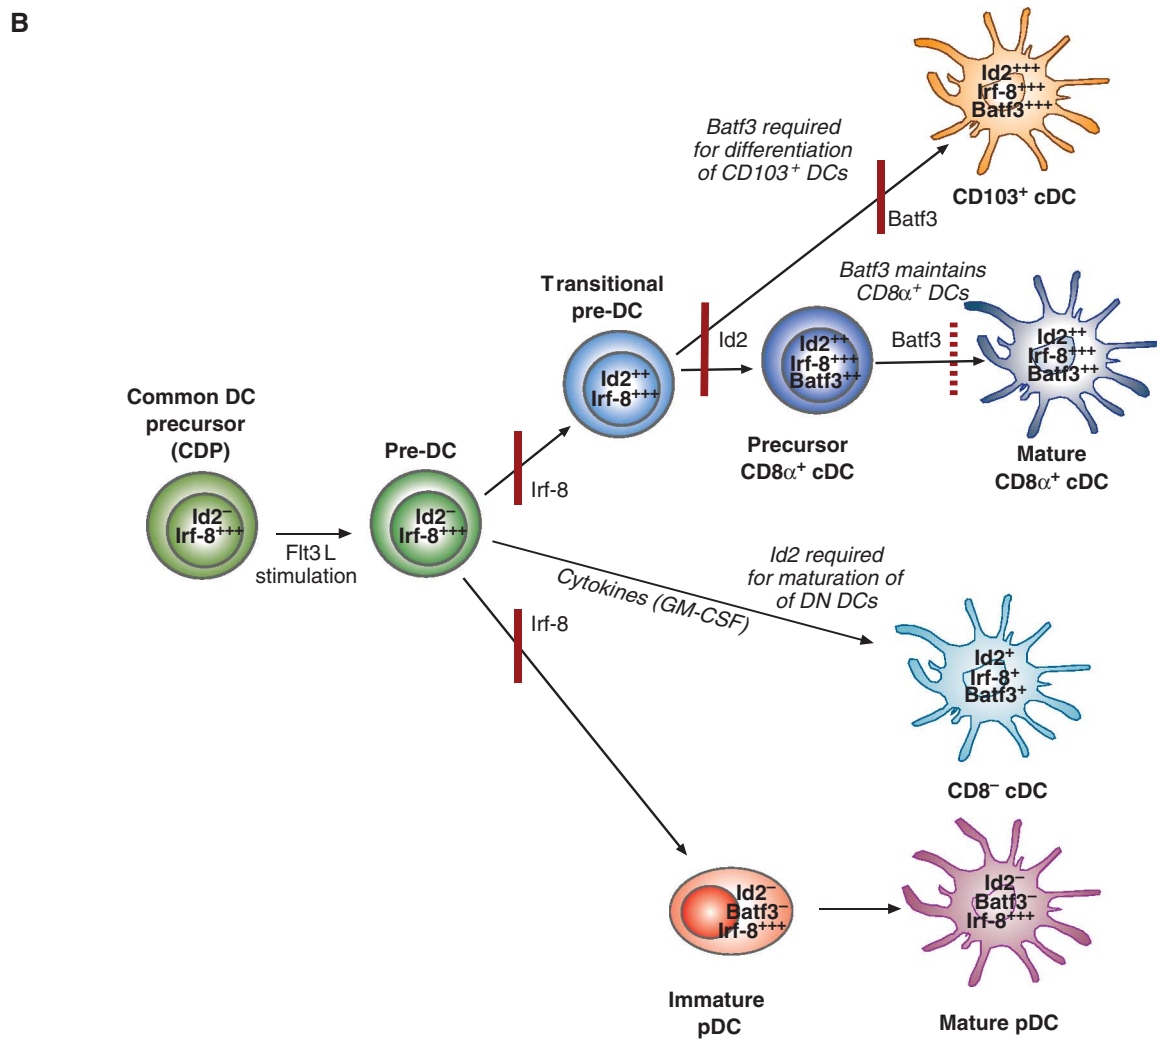 B
Id2+++
Irf-8+++
Batf3+++
CD103+ cDC
Batf3 required
for differentiation
of CD103+ DCs
Batf3
Transitional
pre-DC
Id2++
Irf-8+++
Id2
Id2++
Irf-8+++
Batf3++
Precursor
CD8α+ cDC
Batf3 maintains
CD8α+ DCs
Batf3
Id2++
Irf-8+++
Batf3++
Mature
CD8α+ cDC
Common DC
precursor
(CDP)
Id2–
Irf-8+++
Flt3 L
stimulation
Pre-DC
Id2–
Irf-8+++
Irf-8
Cytokines (GM-CSF)
Id2 required
for maturation of
of DN DCs
Id2+
Irf-8+
Batf3+
CD8– cDC
Irf-8
Id2–
Batf3–
Irf-8+++
Immature
pDC
Id2–
Batf3–
Irf-8+++
Mature pDC